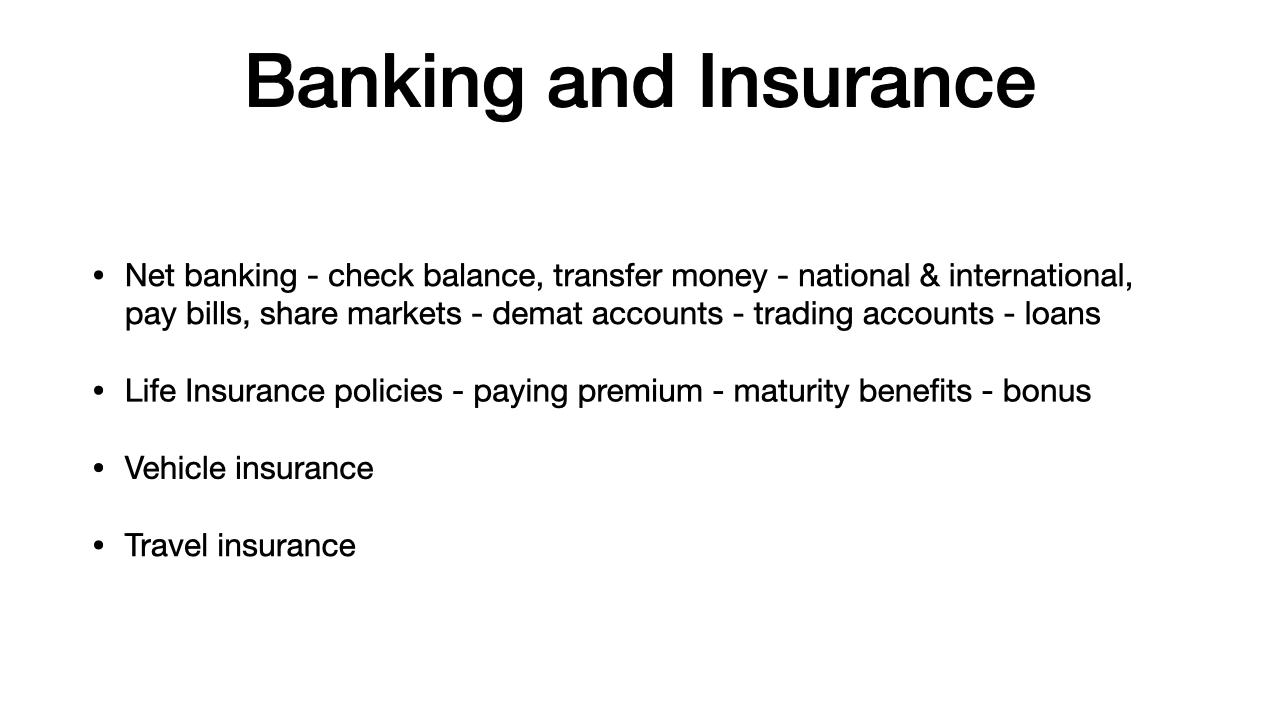 Banking and Insurance
• Net banking - check balance, transfer money - national & international,
pay bills, share markets - demat accounts - trading accounts - loans
• Life Insurance policies - paying premium - maturity benefits - bonus
• Vehicle insurance
• Travel insurance